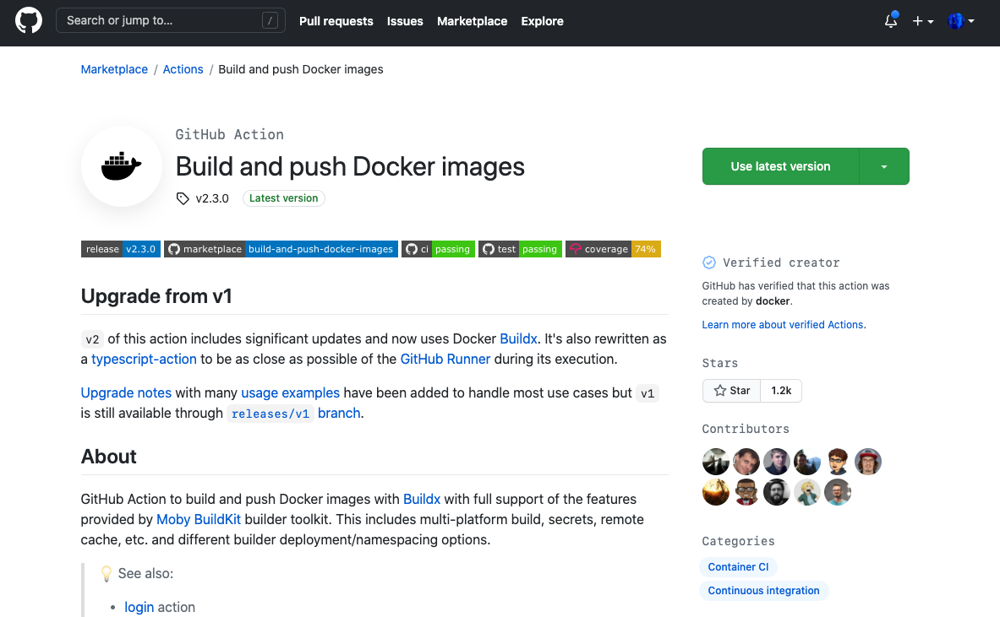 Search or jump to... /
Pull requests Issues Marketplace Explore
Marketplace / Actions / Build and push Docker images
GitHub Action
Build and push Docker images
v2.3.0 Latest version
Use latest version
release v2.3.0 marketplace build-and-push-docker-images ci passing test passing coverage 74%
Upgrade from v1
v2 of this action includes significant updates and now uses Docker Buildx. It's also rewritten as
a typescript-action to be as close as possible of the GitHub Runner during its execution.
Upgrade notes with many usage examples have been added to handle most use cases but v1
is still available through releases/v1 branch.
About
GitHub Action to build and push Docker images with Buildx with full support of the features
provided by Moby BuildKit builder toolkit. This includes multi-platform build, secrets, remote
cache, etc. and different builder deployment/namespacing options.
See also:
• login action
Verified creator
GitHub has verified that this action was
created by docker.
Learn more about verified Actions.
Stars
Star 1.2k
Contributors
Categories
Container CI
Continuous integration